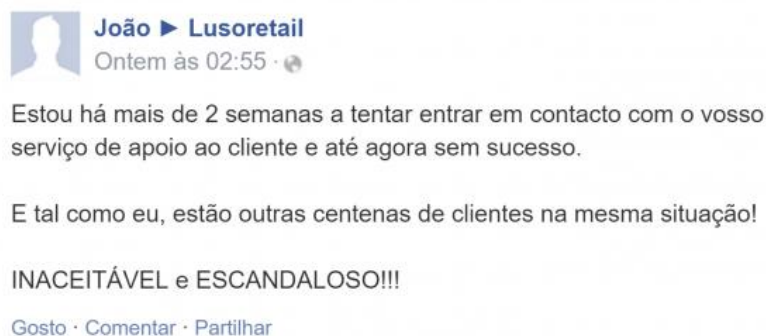 João ► Lusoretail
Ontem às 02:55 ·
Estou há mais de 2 semanas a tentar entrar em contacto com o vosso
serviço de apoio ao cliente e até agora sem sucesso.
E tal como eu, estão outras centenas de clientes na mesma situação!
INACEITÁVEL e ESCANDALOSO!!!
Gosto · Comentar · Partilhar